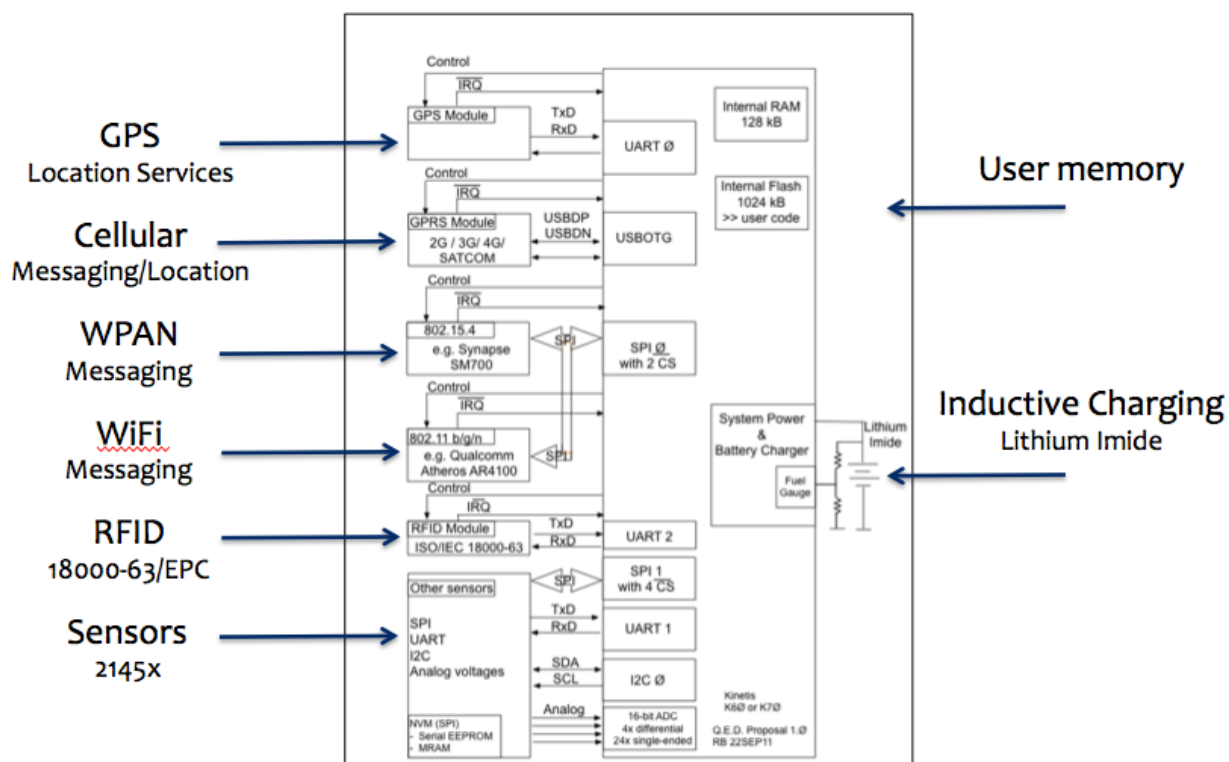 GPS
Location Services
Cellular
Messaging/Location
WPAN
Messaging
WiFi
Messaging
RFID
18000-63/EPC
Sensors
2145x
Control
IRQ
GPS Module
TxD
RxD
UART Ø
Control
IRQ
GPRS Module
2G / 3G/ 4G/
SATCOM
USBDP
USBDN
USBOTG
Control
IRQ
802.15.4
e.g. Synapse
SM700
SPI
SPI Ø
with 2 CS
Control
IRQ
802.11 b/g/n
e.g. Qualcomm
Atheros AR4100
SPI
Control
IRQ
RFID Module
ISO/IEC 18000-63
TxD
RxD
UART 2
Other sensors
SPI
UART
I2C
Analog voltages
NVM (SPI)
- Serial EEPROM
- MRAM
SPI
SPI 1
with 4 CS
TxD
RxD
UART 1
SDA
SCL
I2C Ø
Analog
16-bit ADC
4x differential
24x single-ended
Internal RAM
128 kB
Internal Flash
1024 kB
>> user code
System Power
&
Battery Charger
Fuel
Gauge
Lithium
Imide
Kinetis
K6Ø or K7Ø
Q.E.D. Proposal 1.Ø
RB 22SEP11
User memory
Inductive Charging
Lithium Imide